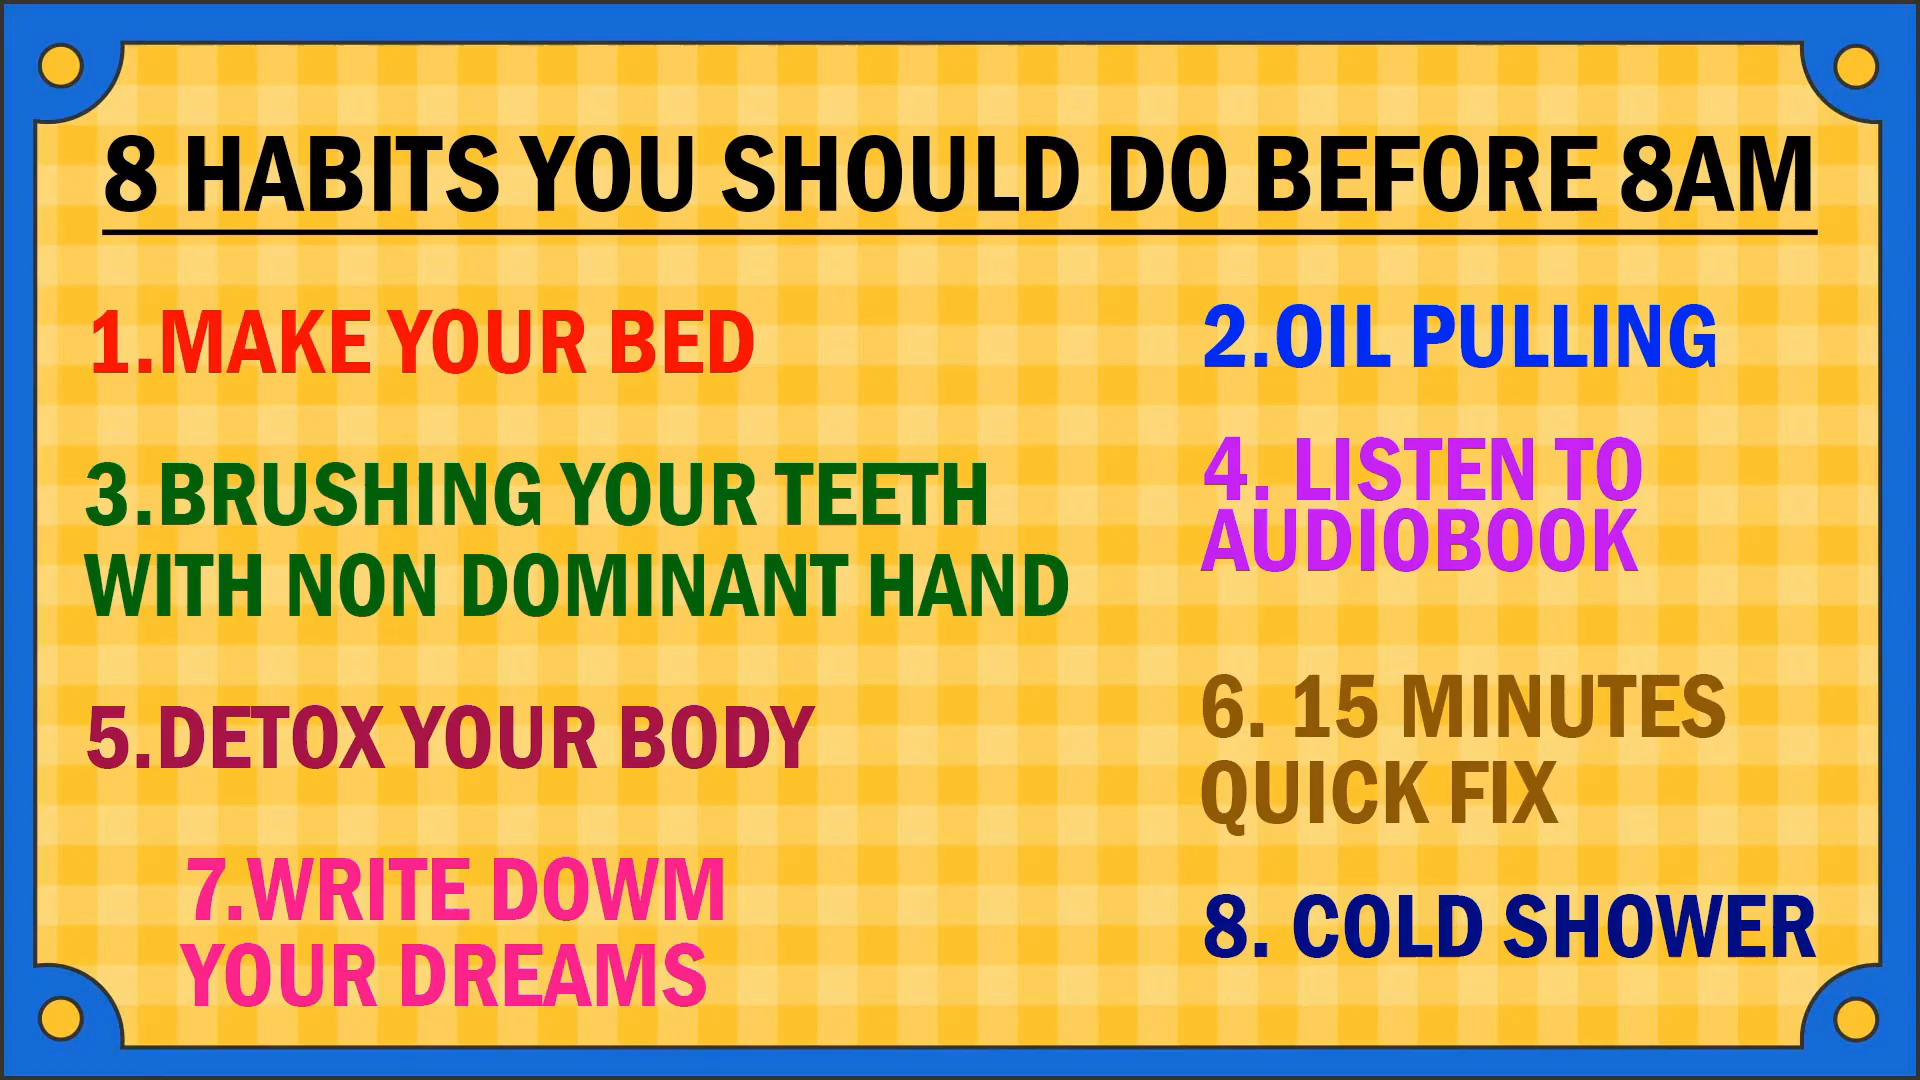 8 HABITS YOU SHOULD DO BEFORE 8AM
1.MAKE YOUR BED
2.OIL PULLING
3.BRUSHING YOUR TEETH
WITH NON DOMINANT HAND
4. LISTEN TO
AUDIOBOOK
5.DETOX YOUR BODY
6. 15 MINUTES
QUICK FIX
7.WRITE DOWM
YOUR DREAMS
8. COLD SHOWER